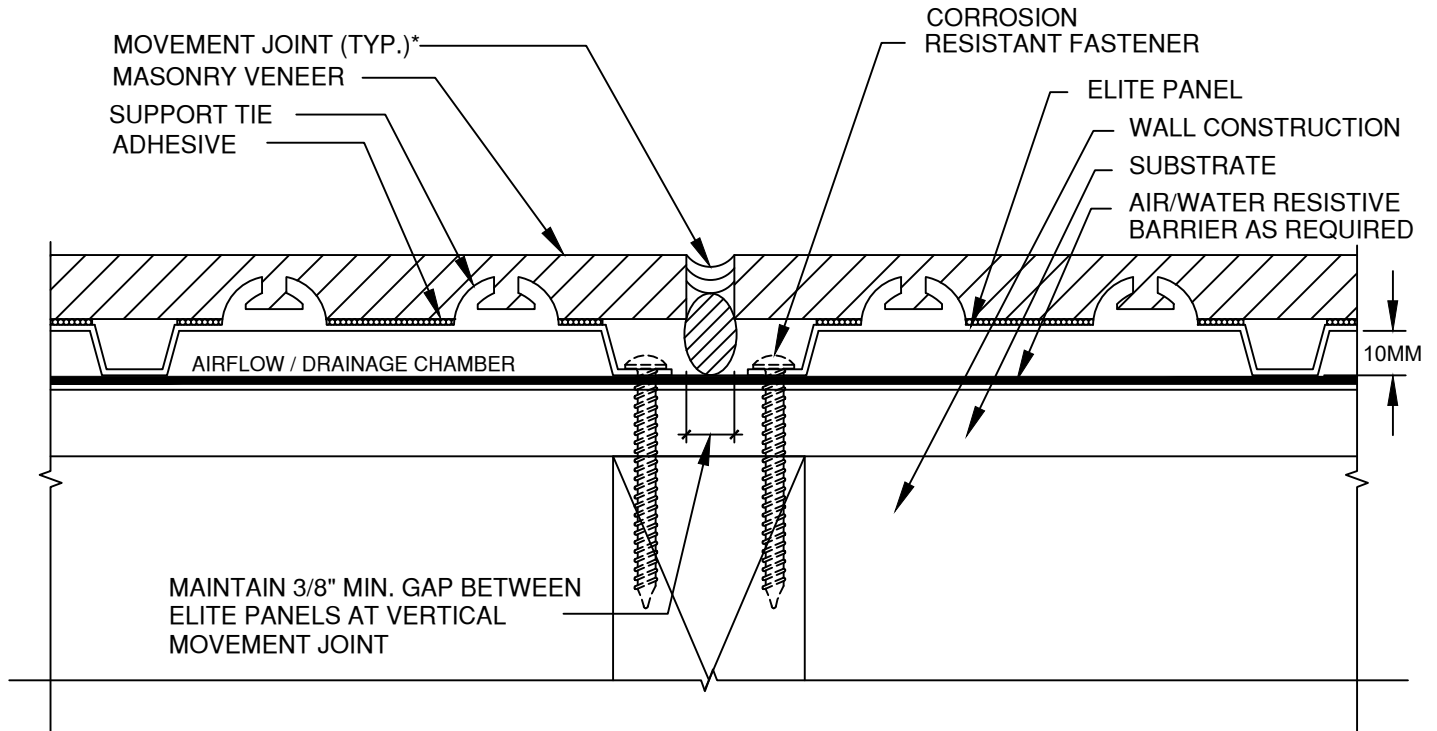 MOVEMENT JOINT (TYP.)*
MASONRY VENEER
SUPPORT TIE
ADHESIVE
CORROSION
RESISTANT FASTENER
ELITE PANEL
WALL CONSTRUCTION
SUBSTRATE
AIR/WATER RESISTIVE
BARRIER AS REQUIRED
AIRFLOW / DRAINAGE CHAMBER
10MM
MAINTAIN 3/8" MIN. GAP BETWEEN
ELITE PANELS AT VERTICAL
MOVEMENT JOINT